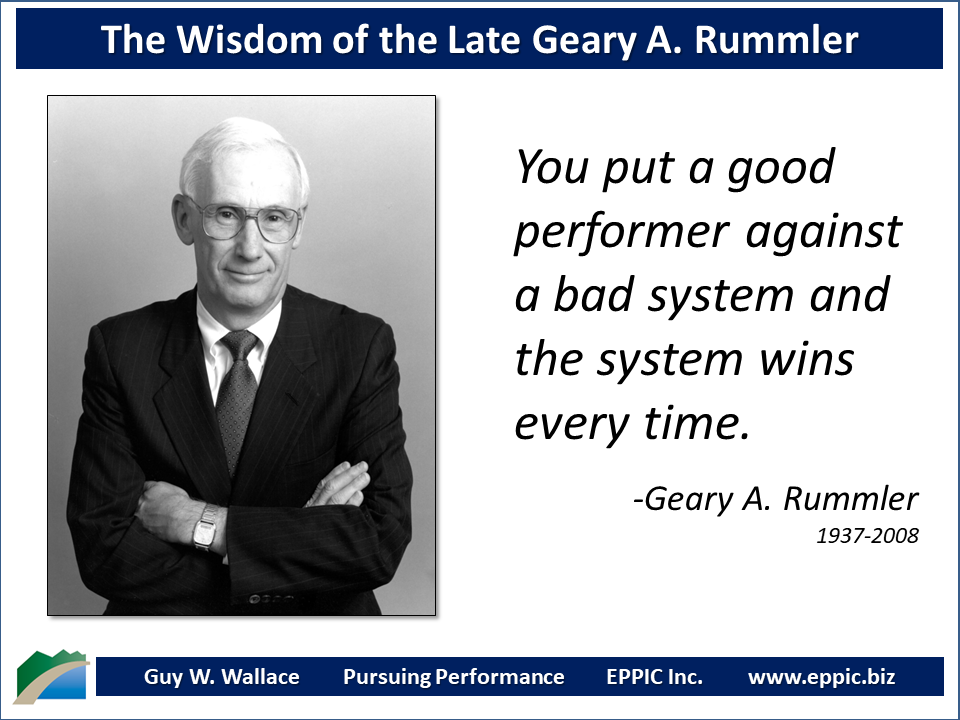 The Wisdom of the Late Geary A. Rummler
You put a good
performer against
a bad system and
the system wins
every time.
-Geary A. Rummler
1937-2008
Guy W. Wallace Pursuing Performance EPPIC Inc. www.eppic.biz